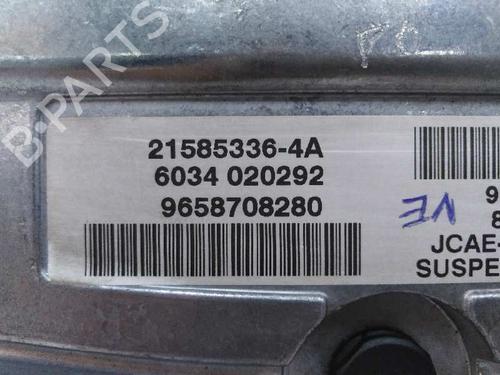 B-PARTS
21585336-4A
6034 020292
9658708280
9
8
VE
JCAE-
SUSPE